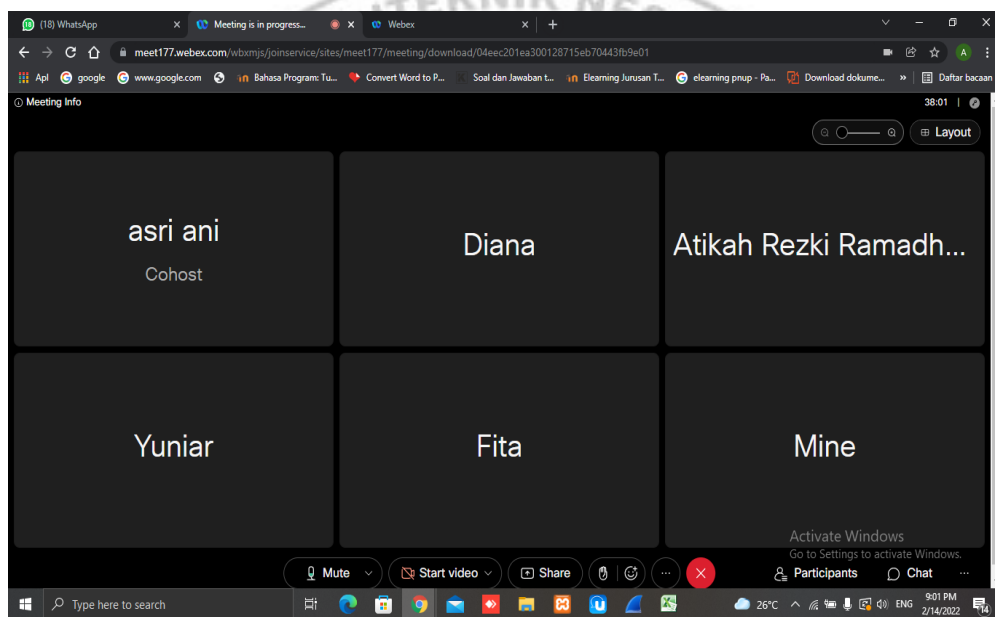 TEKNIK NEG
(18) WhatsApp
Meeting is in progress...
Webex
meet177.webex.com/wbxmjs/joinservice/sites/meet177/meeting/download/04eec201ea300128715eb70443fb9e01
A
Apl
google
www.google.com
Bahasa Program: Tu...
Convert Word to P...
Soal dan Jawaban t...
Elearning Jurusan T...
elearning pnup - Pa...
Download dokume...
»
Daftar bacaan
Meeting Info
38:01
Layout
asri ani
Cohost
Diana
Atikah Rezki Ramadh...
Yuniar
Fita
Mine
Activate Windows
Go to Settings to activate Windows.
Mute
Start video
Share
Participants
Chat
Type here to search
26°C
ENG
9:01 PM
2/14/2022
14